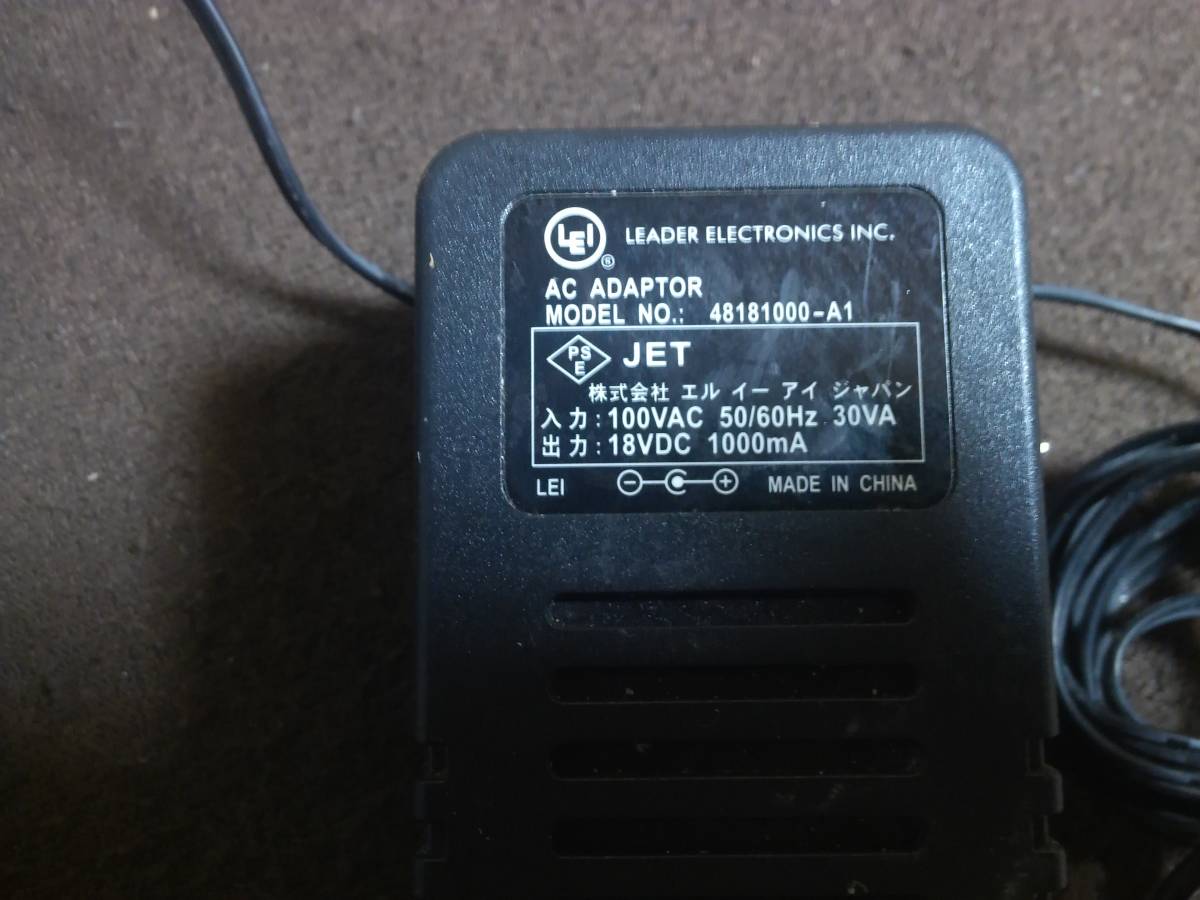 LEI ® LEADER ELECTRONICS INC.
AC ADAPTOR
MODEL NO.: 48181000-A1
PSE JET
株式会社 エル イー アイ ジャパン
入力: 100VAC 50/60Hz 30VA
出力: 18VDC 1000mA
LEI - + MADE IN CHINA